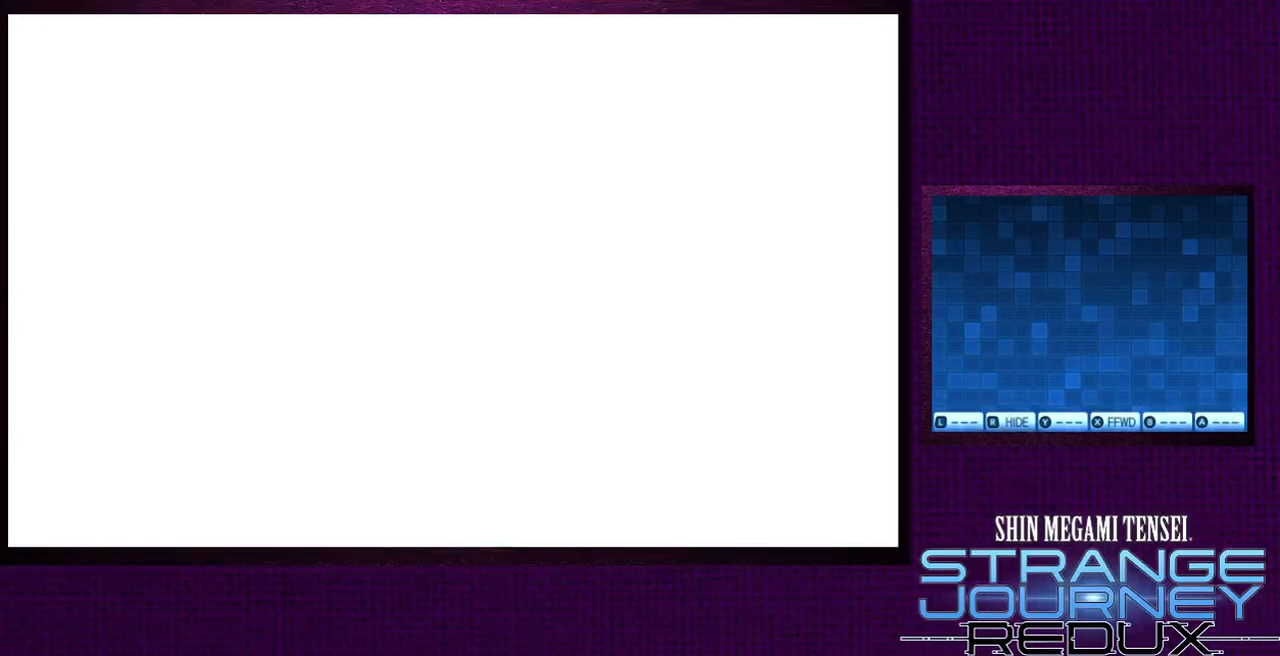 L --- R HIDE Y --- X FFWD B --- A ---
SHIN MEGAMI TENSEI
STRANGE
JOURNEY
REDUX